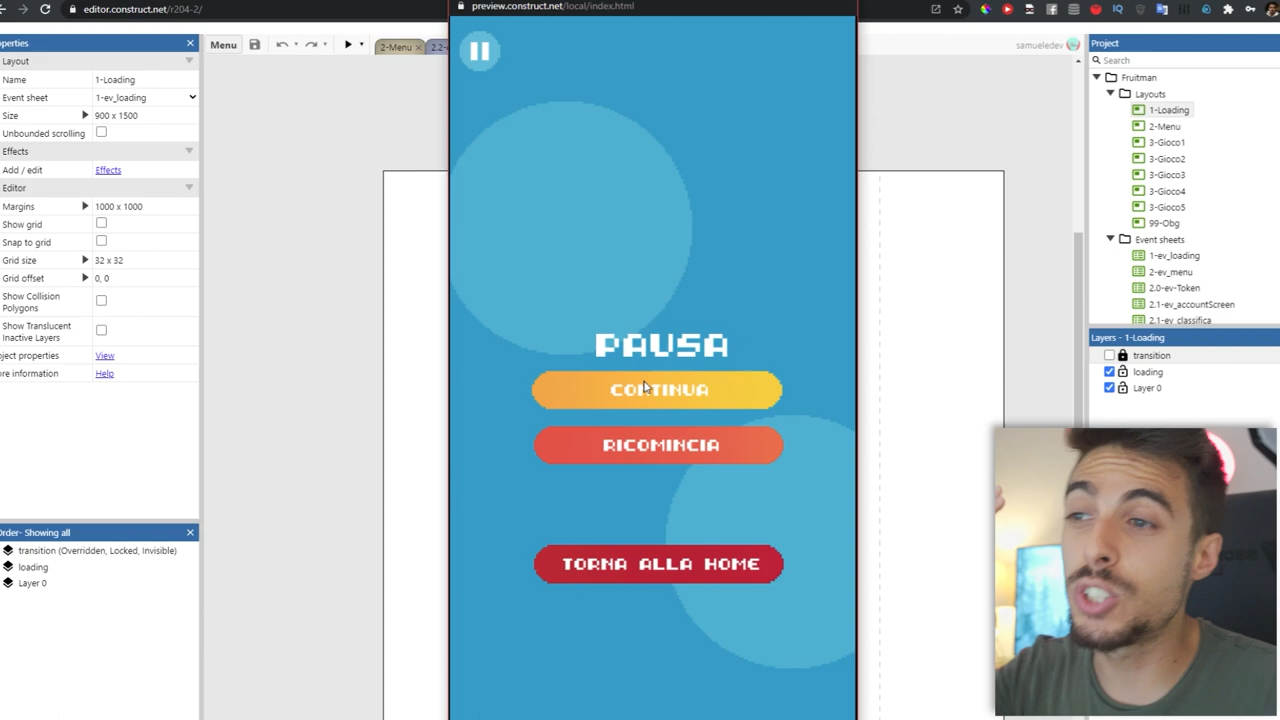 editor.construct.net/r204-2/
preview.construct.net/local/index.html
operties
Layout
Name 1-Loading
Event sheet 1-ev_loading
Size 900 x 1500
Unbounded scrolling
Effects
Add / edit Effects
Editor
Margins 1000 x 1000
Show grid
Snap to grid
Grid size 32 x 32
Grid offset 0, 0
Show Collision
Polygons
Show Translucent
Inactive Layers
oject properties View
ore information Help
Order- Showing all
transition (Overridden, Locked, Invisible)
loading
Layer 0
Menu
2-Menu
2.2-
samueledev
PAUSA
CONTINUA
RICOMINCIA
TORNA ALLA HOME
Project
Search
Fruitman
Layouts
1-Loading
2-Menu
3-Gioco1
3-Gioco2
3-Gioco3
3-Gioco4
3-Gioco5
99-Obg
Event sheets
1-ev_loading
2-ev_menu
2.0-ev-Token
2.1-ev_accountScreen
2.1-ev_classifica
Layers - 1-Loading
transition
loading
Layer 0